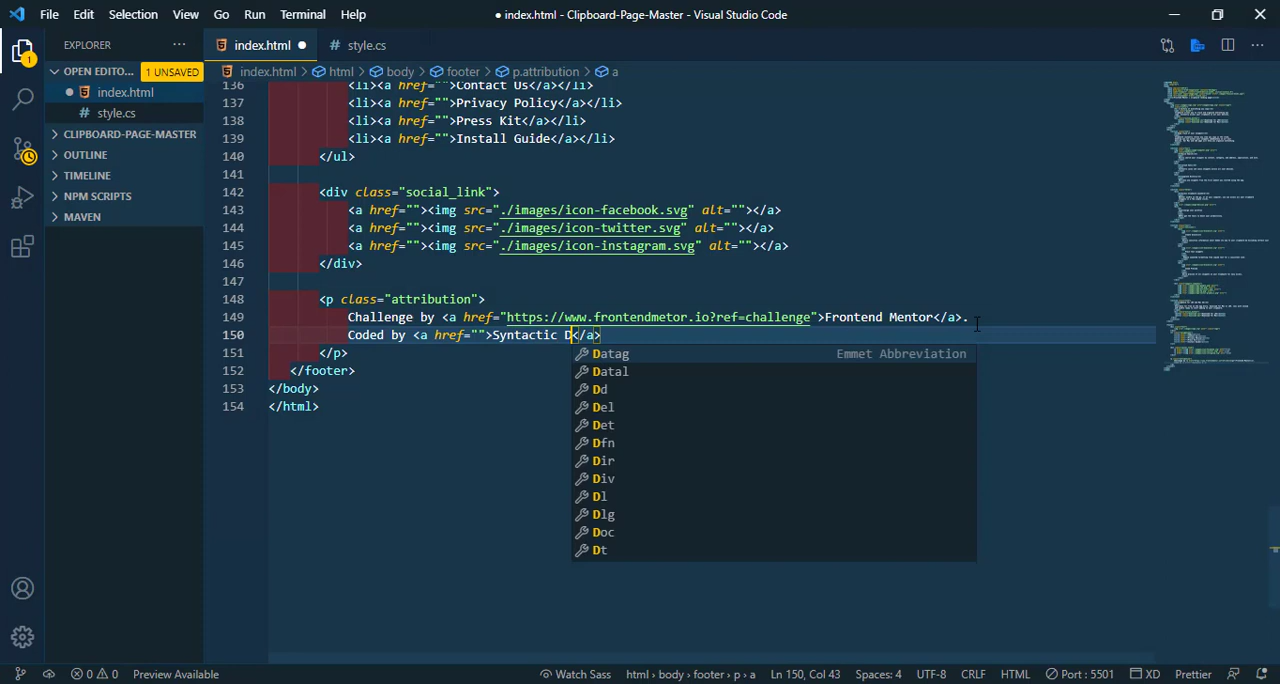 File Edit Selection View Go Run Terminal Help ● index.html - Clipboard-Page-Master - Visual Studio Code
EXPLORER ··· index.html ● # style.css ···
1
OPEN EDITO... 1 UNSAVED
index.html > html > body > footer > p.attribution > a
● index.html
# style.css
CLIPBOARD-PAGE-MASTER
OUTLINE
TIMELINE
NPM SCRIPTS
MAVEN
136 <li><a href="">Contact Us</a></li>
137 <li><a href="">Privacy Policy</a></li>
138 <li><a href="">Press Kit</a></li>
139 <li><a href="">Install Guide</a></li>
140 </ul>
141
142 <div class="social_link">
143 <a href=""><img src="./images/icon-facebook.svg" alt=""></a>
144 <a href=""><img src="./images/icon-twitter.svg" alt=""></a>
145 <a href=""><img src="./images/icon-instagram.svg" alt=""></a>
146 </div>
147
148 <p class="attribution">
149 Challenge by <a href="https://www.frontendmetor.io?ref=challenge">Frontend Mentor</a>.
150 Coded by <a href="">Syntactic D</a>
151 </p>
152 </footer>
153 </body>
154 </html>
Datag Emmet Abbreviation
Datal
Dd
Del
Det
Dfn
Dir
Div
Dl
Dlg
Doc
Dt
0 0 Preview Available Watch Sass html › body › footer › p › a Ln 150, Col 43 Spaces: 4 UTF-8 CRLF HTML Port : 5501 XD Prettier